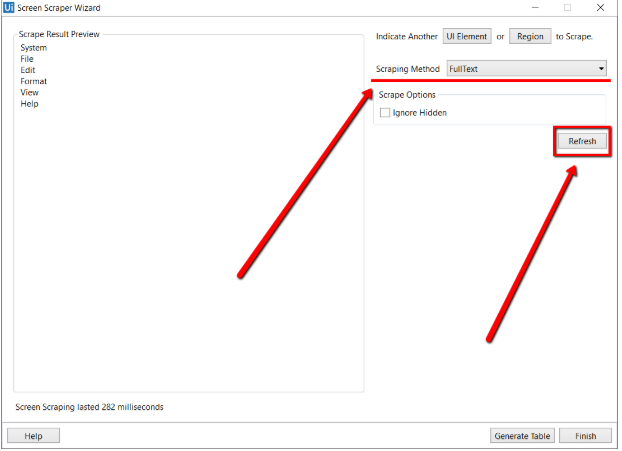 Ui Screen Scraper Wizard
Scrape Result Preview
System
File
Edit
Format
View
Help
Indicate Another UI Element or Region to Scrape.
Scraping Method FullText
Scrape Options
Ignore Hidden
Refresh
Screen Scraping lasted 282 milliseconds
Help
Generate Table Finish